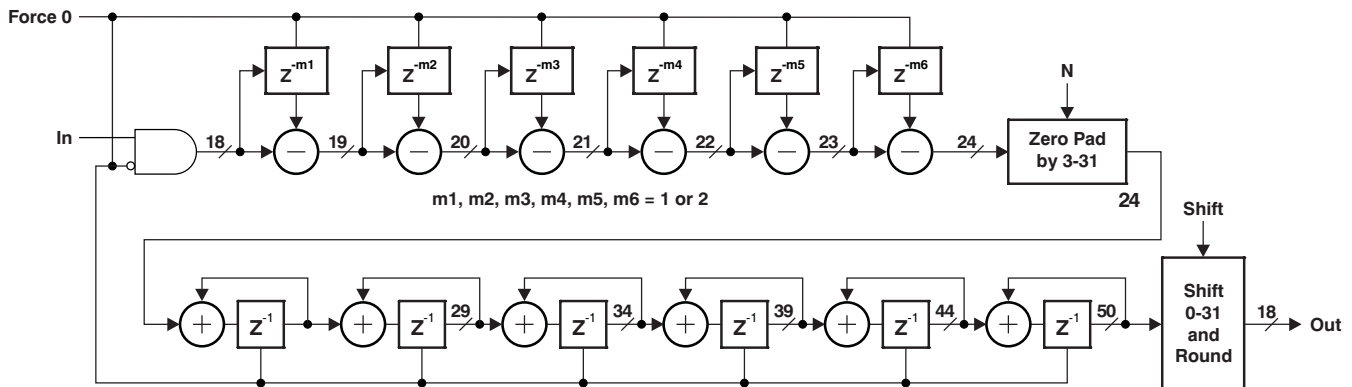 Force 0
Z-m1
Z-m2
Z-m3
Z-m4
Z-m5
Z-m6
N
In
18
19
20
21
22
23
24
Zero Pad
by 3-31
m1, m2, m3, m4, m5, m6 = 1 or 2
24
Shift
Z-1
Z-1
29
Z-1
34
Z-1
39
Z-1
44
Z-1
50
Shift
0-31
and
Round
18
Out